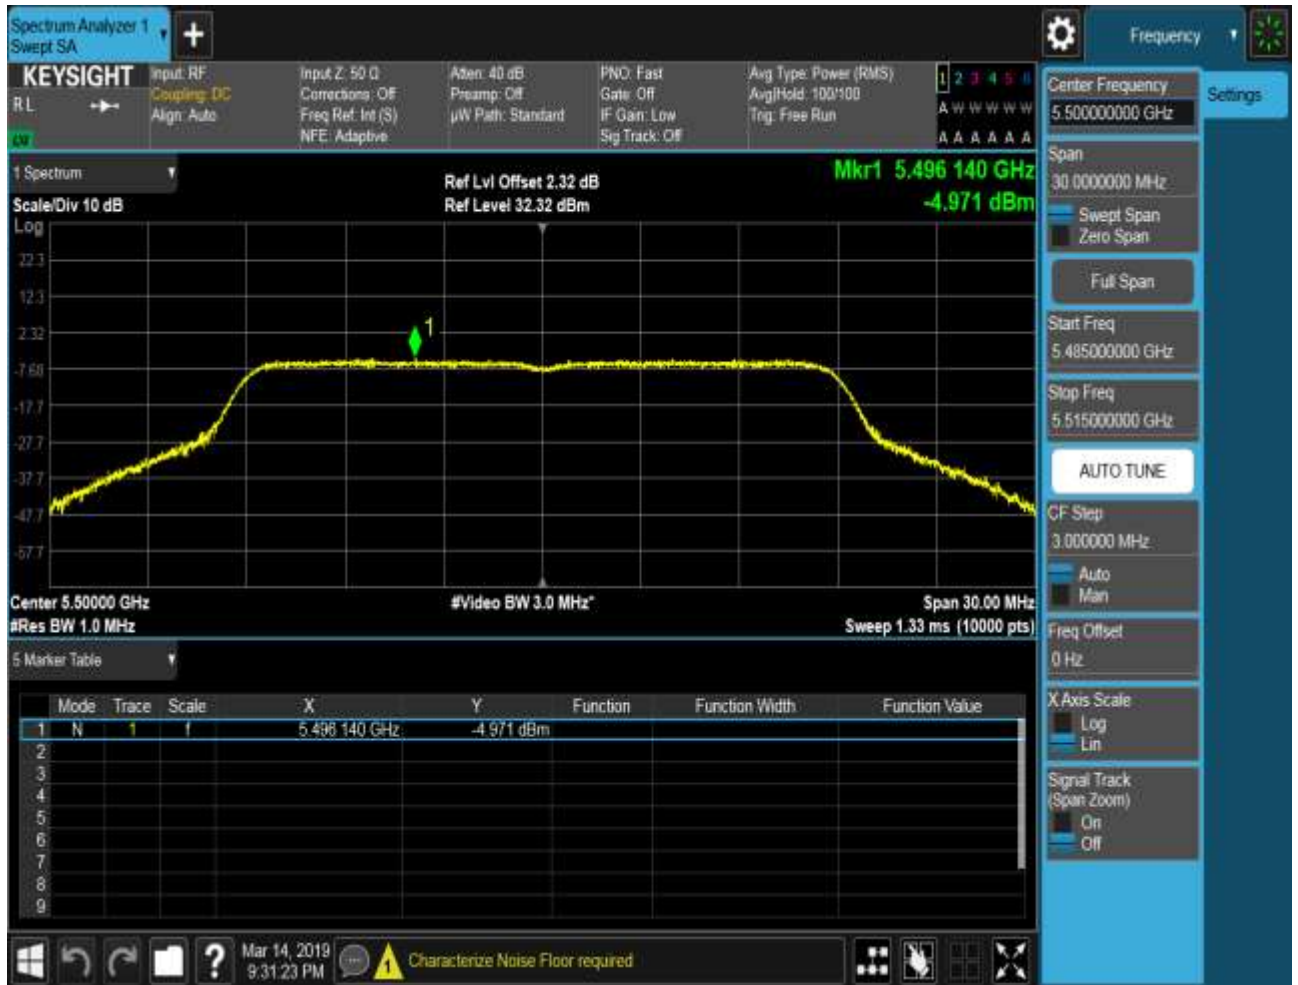 Spectrum Analyzer 1
Swept SA
+
Frequency
KEYSIGHT
RL
Input: RF
Coupling: DC
Align: Auto
Input Z: 50 Ω
Corrections: Off
Freq Ref: Int (S)
NFE: Adaptive
Atten: 40 dB
Preamp: Off
µW Path: Standard
PNO: Fast
Gate: Off
IF Gain: Low
Sig Track: Off
Avg Type: Power (RMS)
Avg|Hold: 100/100
Trig: Free Run
1 2 3 4 5 6
A W W W W W
A A A A A A
1 Spectrum
Scale/Div 10 dB
Ref Lvl Offset 2.32 dB
Ref Level 32.32 dBm
Mkr1 5.496 140 GHz
-4.971 dBm
Log
22.3
12.3
2.32
-7.68
-17.7
-27.7
-37.7
-47.7
-57.7
1
Center 5.50000 GHz
#Res BW 1.0 MHz
#Video BW 3.0 MHz*
Span 30.00 MHz
Sweep 1.33 ms (10000 pts)
5 Marker Table
Mode Trace Scale X Y Function Function Width Function Value
1 N 1 f 5.496 140 GHz -4.971 dBm
2
3
4
5
6
7
8
9
Center Frequency
5.500000000 GHz
Settings
Span
30.0000000 MHz
Swept Span
Zero Span
Full Span
Start Freq
5.485000000 GHz
Stop Freq
5.515000000 GHz
AUTO TUNE
CF Step
3.000000 MHz
Auto
Man
Freq Offset
0 Hz
X Axis Scale
Log
Lin
Signal Track
(Span Zoom)
On
Off
?
Mar 14, 2019
9:31:23 PM
1
Characterize Noise Floor required